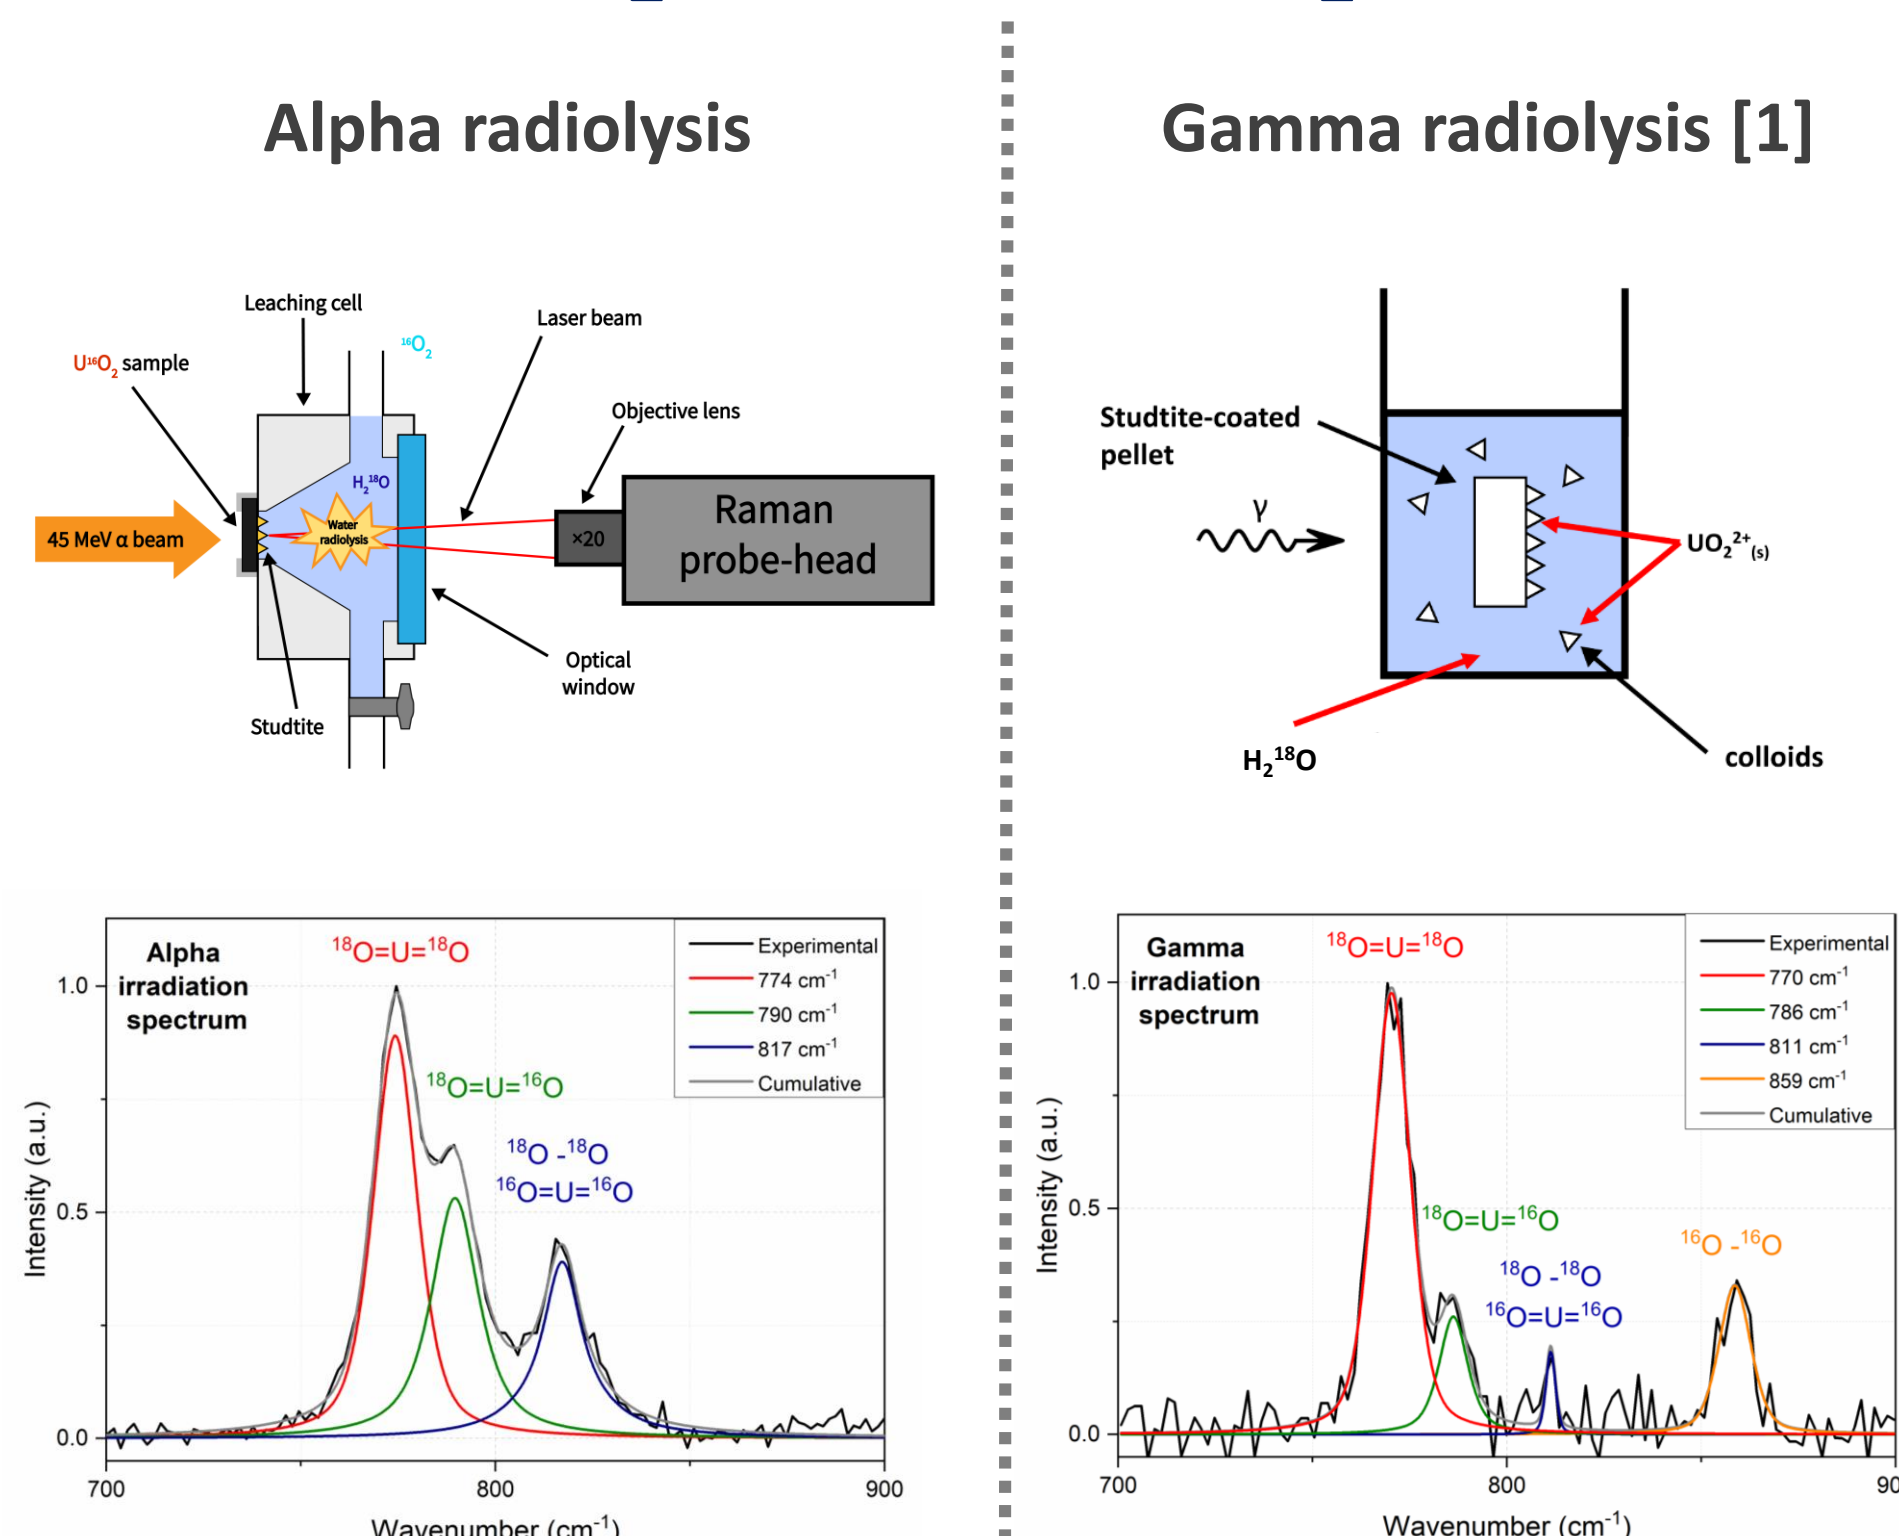 Alpha radiolysis
Leaching cell
Laser beam
¹⁶O₂
U¹⁶O₂ sample
Objective lens
H₂¹⁸O
45 MeV α beam
Water
radiolysis
×20
Raman
probe-head
Optical
window
Studtite
Alpha
irradiation
spectrum
¹⁸O=U=¹⁸O
¹⁸O=U=¹⁶O
¹⁸O -¹⁸O
¹⁶O=U=¹⁶O
Experimental
774 cm⁻¹
790 cm⁻¹
817 cm⁻¹
Cumulative
Intensity (a.u.)
1.0
0.5
0.0
700
800
900
Wavenumber (cm⁻¹)
Gamma radiolysis [1]
Studtite-coated
pellet
γ
UO₂²⁺₍s₎
H₂¹⁸O
colloids
Gamma
irradiation
spectrum
¹⁸O=U=¹⁸O
¹⁸O=U=¹⁶O
¹⁸O -¹⁸O
¹⁶O=U=¹⁶O
¹⁶O -¹⁶O
Experimental
770 cm⁻¹
786 cm⁻¹
811 cm⁻¹
859 cm⁻¹
Cumulative
Intensity (a.u.)
1.0
0.5
0.0
700
800
Wavenumber (cm⁻¹)